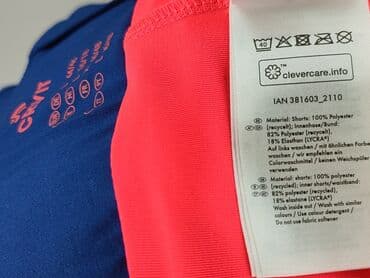 CRIVIT
40
clevercare.info
IAN 381603_2110
Material: Shorts: 100% Polyester
(recycelt); Innenhose/Bund:
82% Polyester (recycelt),
18% Elasthan (LYCRA®)
Auf links waschen / mit ähnlichen Farben
waschen / wir empfehlen ein
Colorwaschmittel / keinen Weichspüler
verwenden
Material: shorts: 100% polyester
(recycled); inner shorts/waistband:
82% polyester (recycled),
18% elastane (LYCRA®)
Wash inside out / Wash with similar
colours / Use colour detergent /
Do not use fabric softener